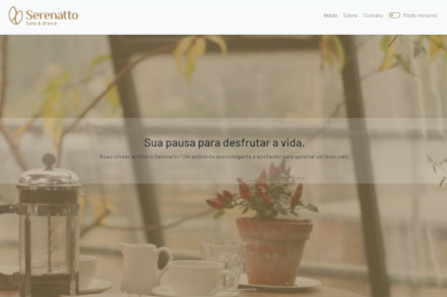 Serenatto
Café & Bistrô
Início Sobre Contato Modo noturno
Sua pausa para desfrutar a vida.
Boas-vindas ao Bistrô Serenatto! Um ambiente aconchegante e acolhedor para apreciar um bom café.